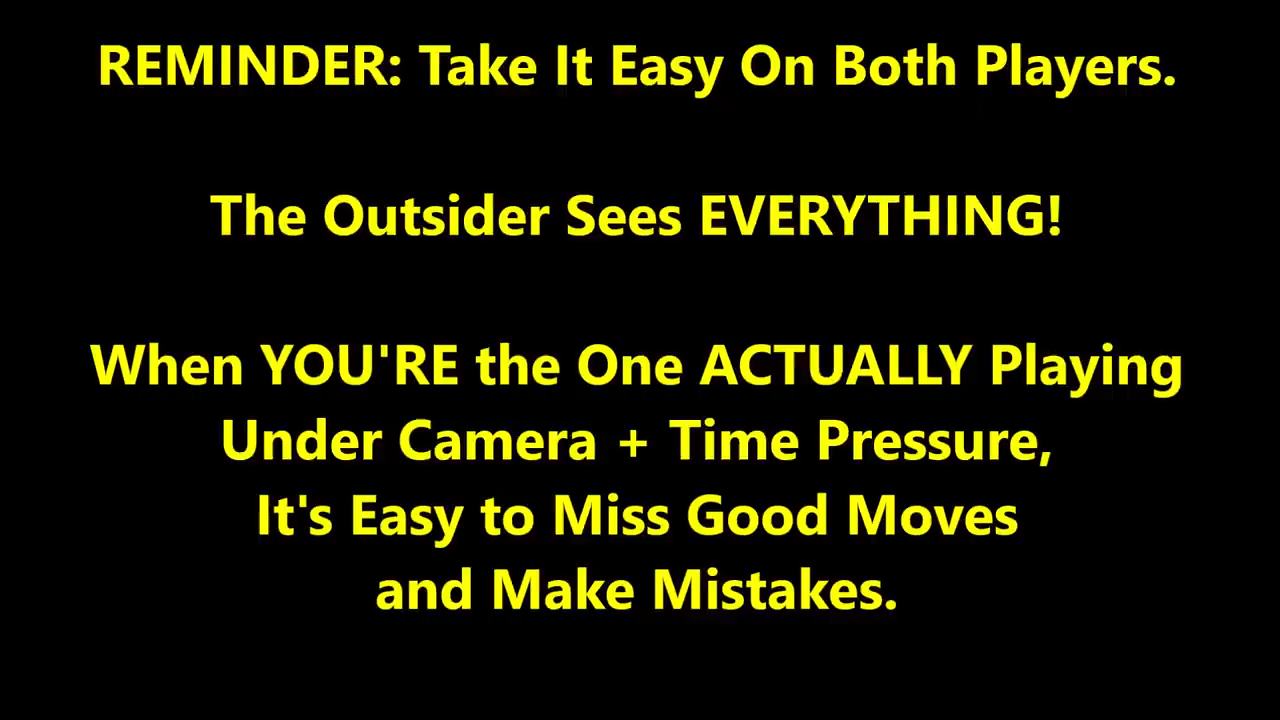 REMINDER: Take It Easy On Both Players.
The Outsider Sees EVERYTHING!
When YOU'RE the One ACTUALLY Playing
Under Camera + Time Pressure,
It's Easy to Miss Good Moves
and Make Mistakes.